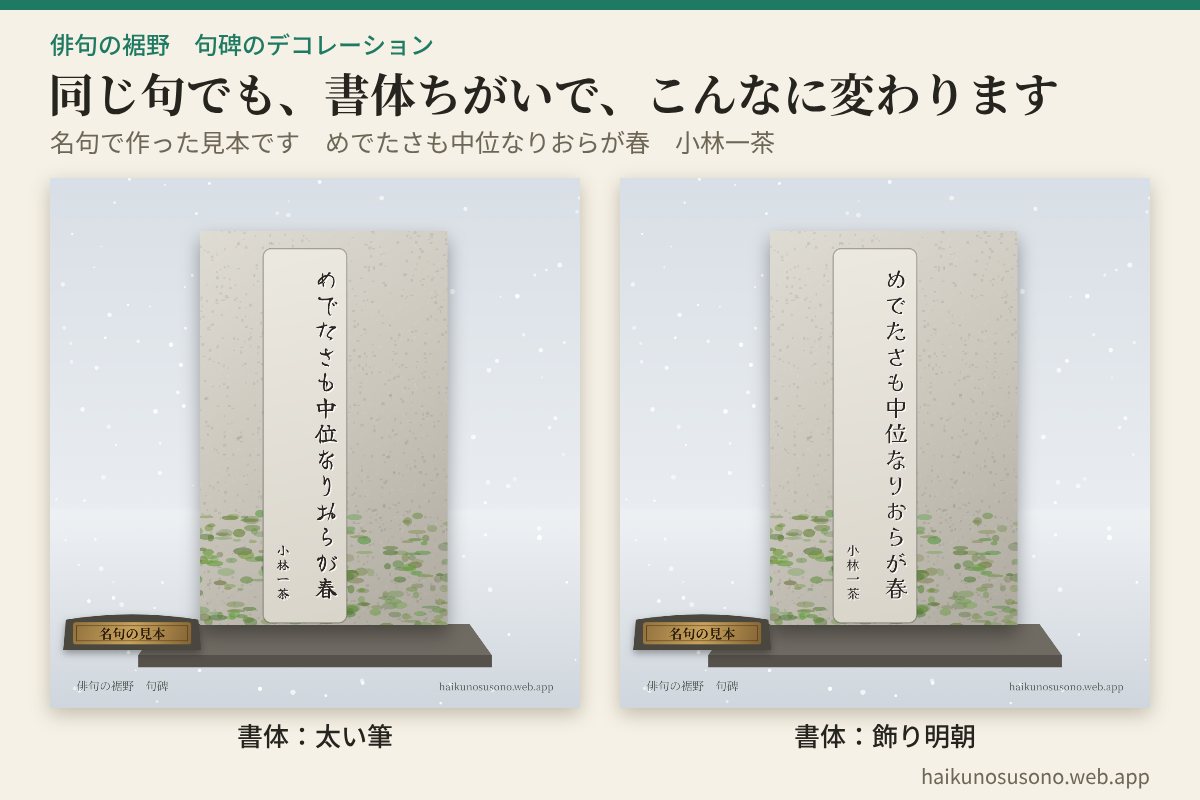 俳句の裾野　句碑のデコレーション
同じ句でも、書体ちがいで、こんなに変わります
名句で作った見本です　めでたさも中位なりおらが春　小林一茶
めでたさも中位なりおらが春
小林一茶
名句の見本
俳句の裾野　句碑
haikunosusono.web.app
書体：太い筆
めでたさも中位なりおらが春
小林一茶
名句の見本
俳句の裾野　句碑
haikunosusono.web.app
書体：飾り明朝
haikunosusono.web.app